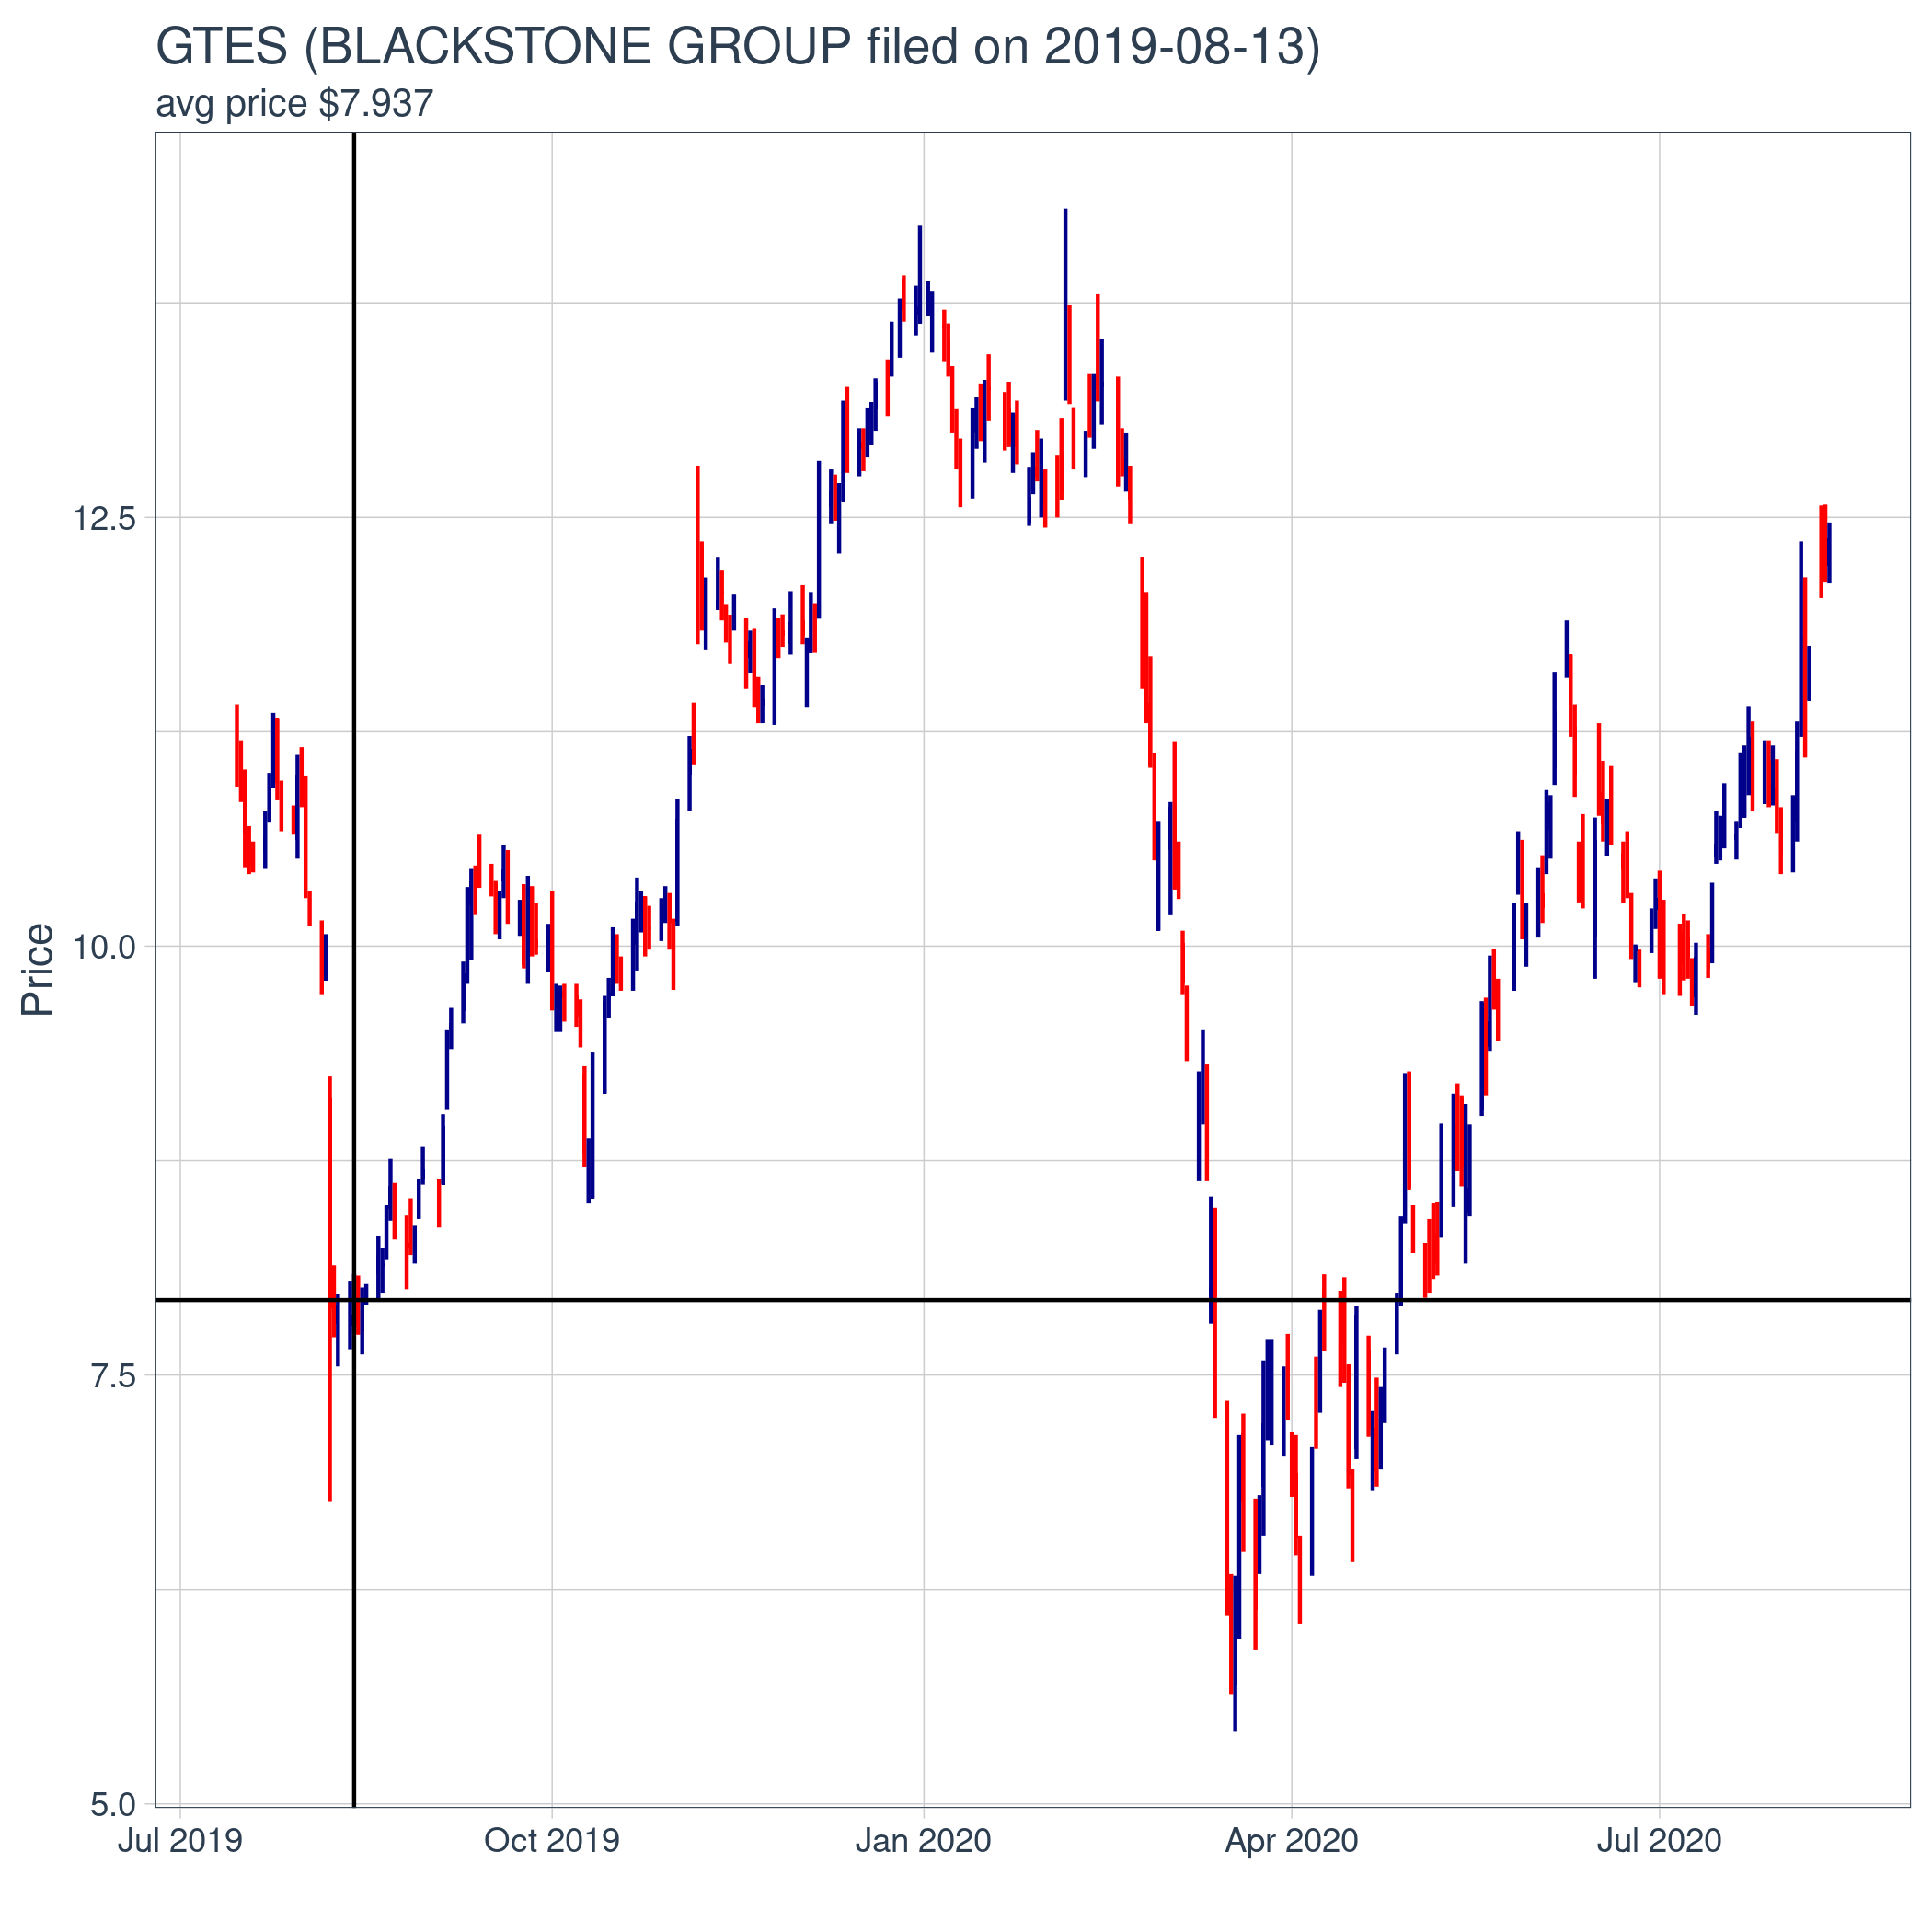 GTES (BLACKSTONE GROUP filed on 2019-08-13)
avg price $7.937
Price
12.5
10.0
7.5
5.0
Jul 2019
Oct 2019
Jan 2020
Apr 2020
Jul 2020